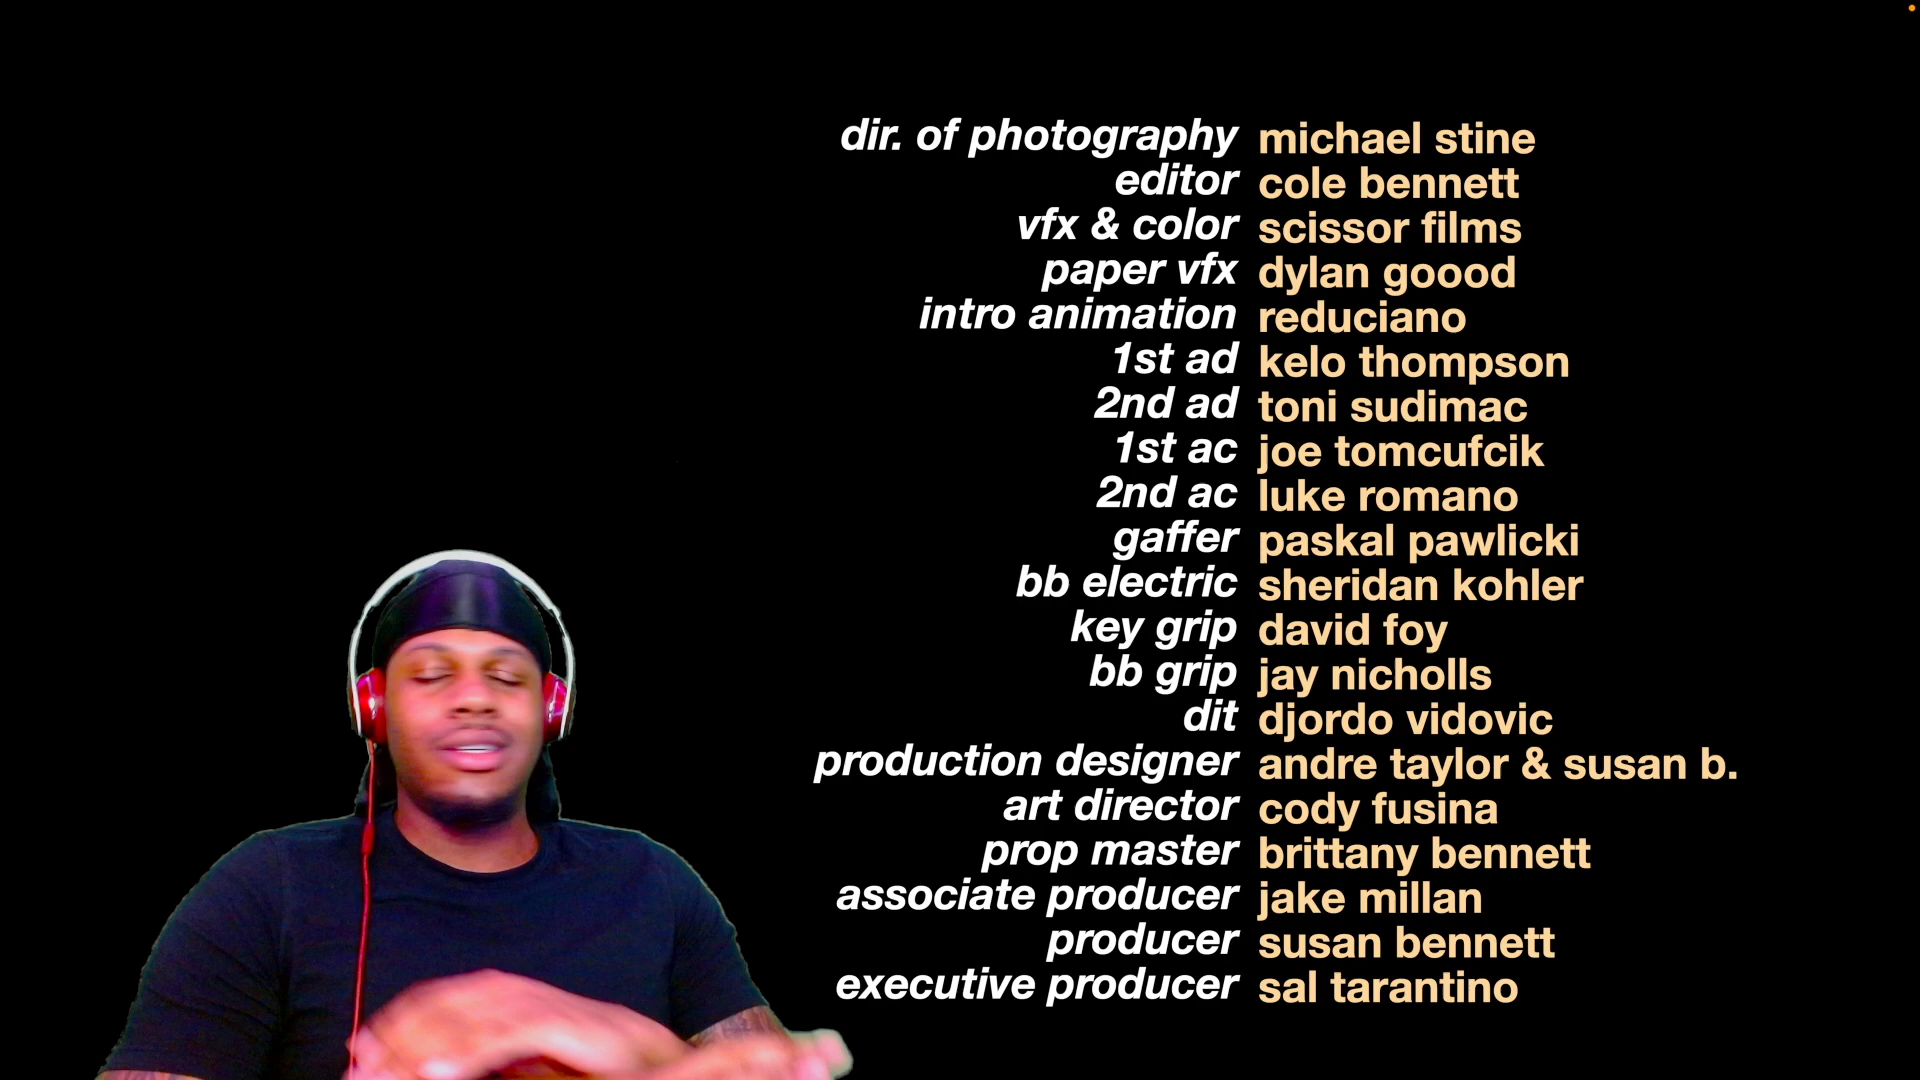 dir. of photography michael stine
editor cole bennett
vfx & color scissor films
paper vfx dylan goood
intro animation reduciano
1st ad kelo thompson
2nd ad toni sudimac
1st ac joe tomcufcik
2nd ac luke romano
gaffer paskal pawlicki
bb electric sheridan kohler
key grip david foy
bb grip jay nicholls
dit djordo vidovic
production designer andre taylor & susan b.
art director cody fusina
prop master brittany bennett
associate producer jake millan
producer susan bennett
executive producer sal tarantino